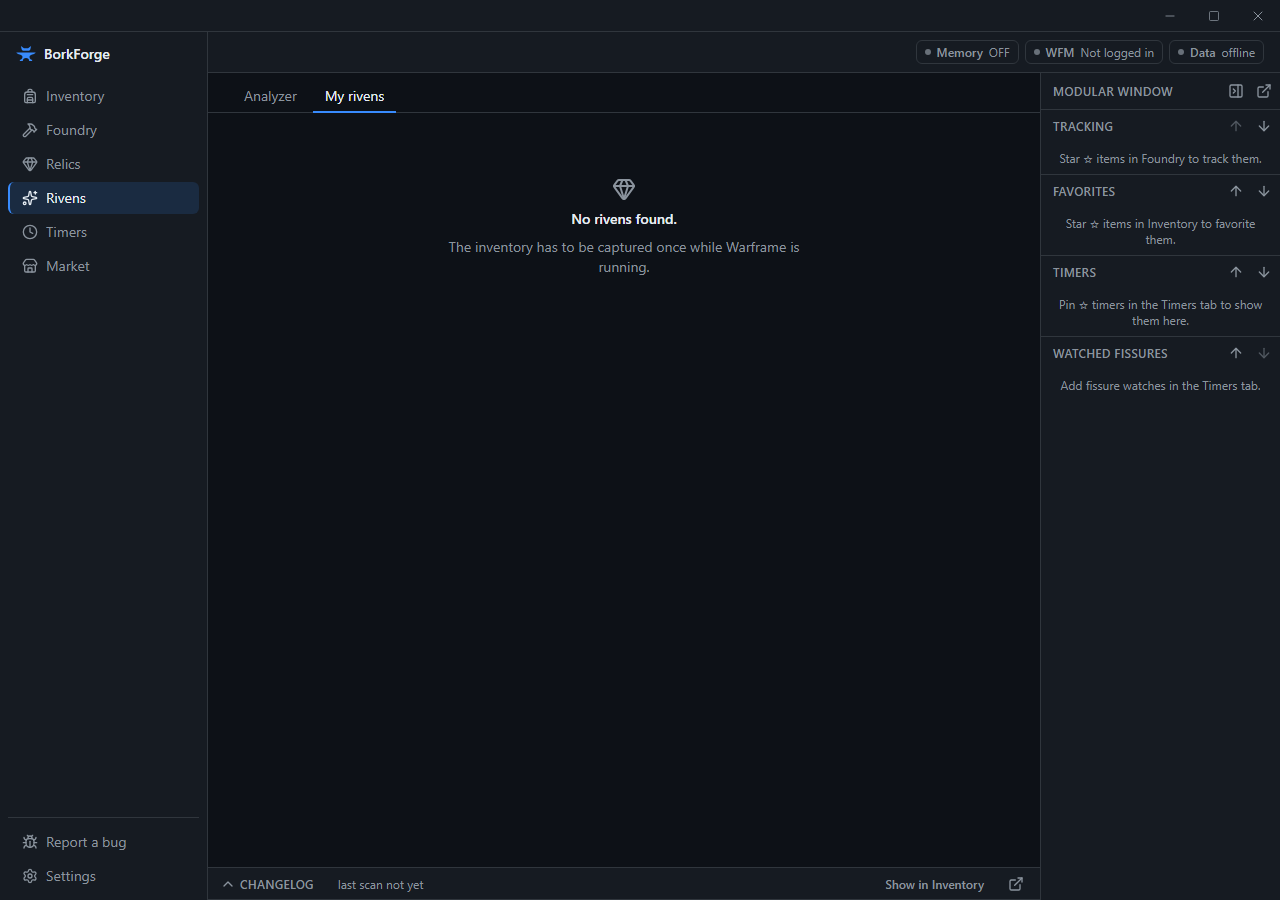 BorkForge
Memory OFF
WFM Not logged in
Data offline
Inventory
Foundry
Relics
Rivens
Timers
Market
Report a bug
Settings
Analyzer
My rivens
No rivens found.
The inventory has to be captured once while Warframe is
running.
MODULAR WINDOW
TRACKING
Star ☆ items in Foundry to track them.
FAVORITES
Star ☆ items in Inventory to favorite
them.
TIMERS
Pin ☆ timers in the Timers tab to show
them here.
WATCHED FISSURES
Add fissure watches in the Timers tab.
CHANGELOG
last scan not yet
Show in Inventory